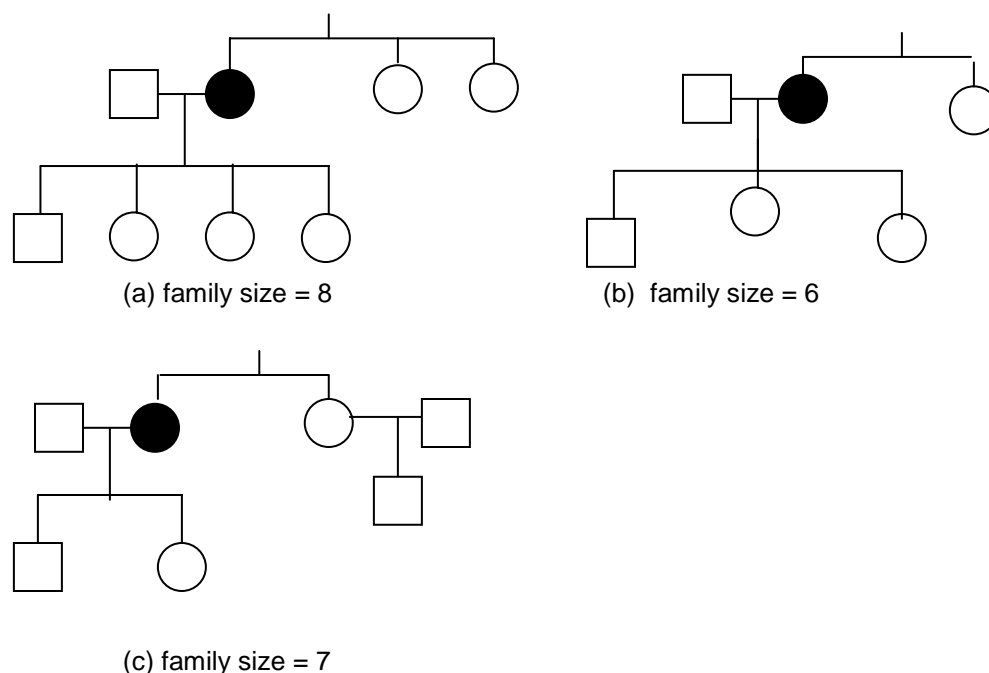 (a) family size = 8
(b) family size = 6
(c) family size = 7